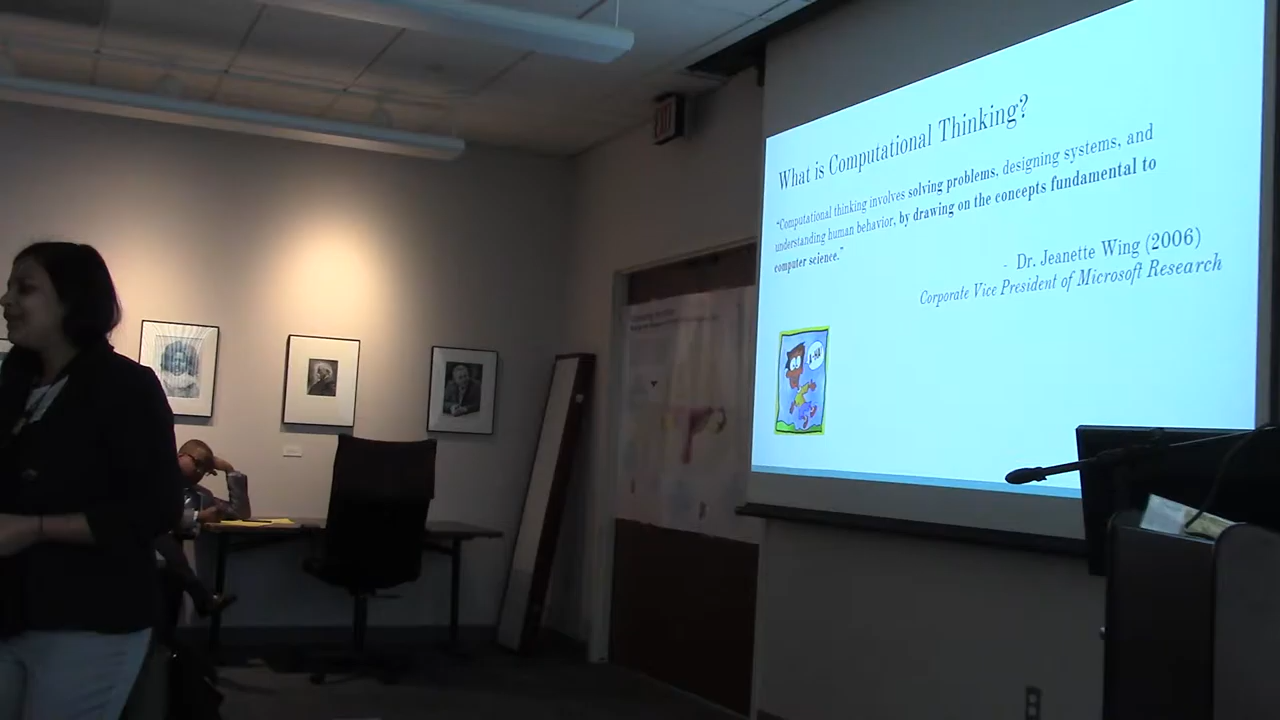 What is Computational Thinking?
“Computational thinking involves solving problems, designing systems, and
understanding human behavior, by drawing on the concepts fundamental to
computer science.”
- Dr. Jeanette Wing (2006)
Corporate Vice President of Microsoft Research